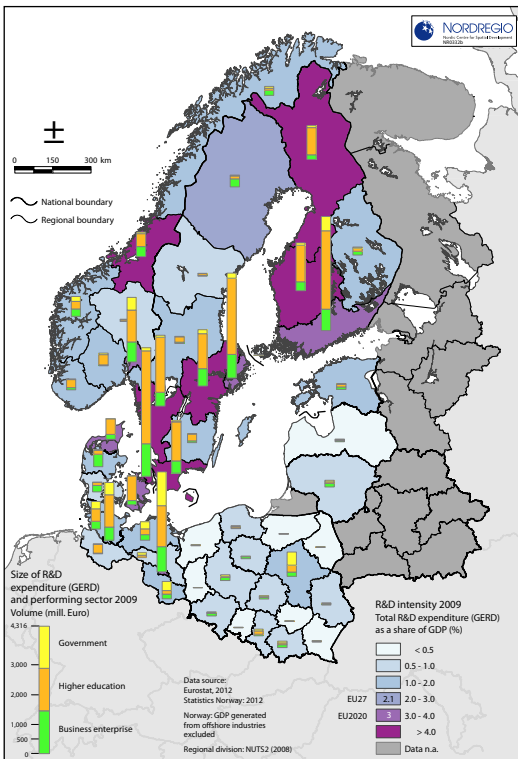 NORDREGIO
Nordic Centre for Spatial Development
NR0332b
0 150 300 km
National boundary
Regional boundary
Size of R&D
expenditure (GERD)
and performing sector 2009
Volume (mill. Euro)
4,316
3,000
2,000
1,000
500
0
Government
Higher education
Business enterprise
Data source:
Eurostat, 2012
Statistics Norway: 2012
Norway: GDP generated
from offshore industries
excluded
Regional division: NUTS2 (2008)
R&D intensity 2009
Total R&D expenditure (GERD)
as a share of GDP (%)
< 0.5
0.5 - 1.0
1.0 - 2.0
EU27 2.1 2.0 - 3.0
EU2020 3 3.0 - 4.0
> 4.0
Data n.a.